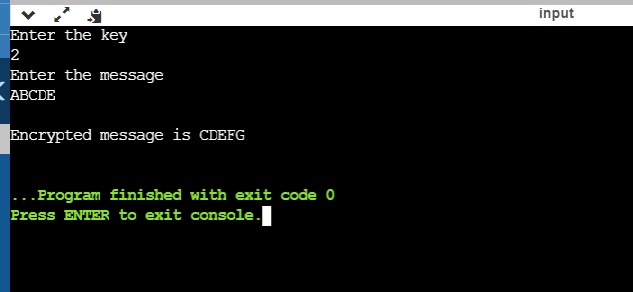 input
Enter the key
2
Enter the message
ABCDE
Encrypted message is CDEFG
...Program finished with exit code 0
Press ENTER to exit console.